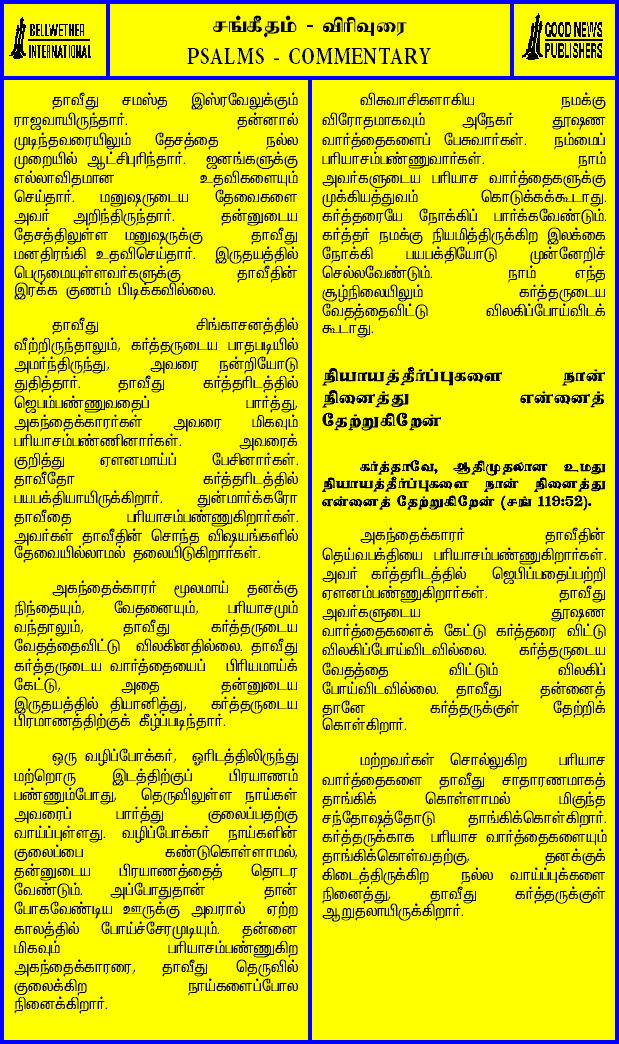 BELLWETHER
INTERNATIONAL
சங்கீதம் - விரிவுரை
PSALMS - COMMENTARY
GOOD NEWS
PUBLISHERS
தாவீது சமஸ்த இஸ்ரவேலுக்கும்
ராஜவாயிருந்தார். தன்னால்
முடிந்தவரையிலும் தேசத்தை நல்ல
முறையில் ஆட்சிபுரிந்தார். ஜனங்களுக்கு
எல்லாவிதமான உதவிகளையும்
செய்தார். மனுஷருடைய தேவைகளை
அவர் அறிந்திருந்தார். தன்னுடைய
தேசத்திலுள்ள மனுஷருக்கு தாவீது
மனதிரங்கி உதவிசெய்தார். இருதயத்தில்
பெருமையுள்ளவர்களுக்கு தாவீதின்
இரக்க குணம் பிடிக்கவில்லை.
தாவீது சிங்காசனத்தில்
வீற்றிருந்தாலும், கர்த்தருடைய பாதபடியில்
அமர்ந்திருந்து, அவரை நன்றியோடு
துதித்தார். தாவீது கர்த்தரிடத்தில்
ஜெபம்பண்ணுவதைப் பார்த்து,
அகந்தைக்காரர்கள் அவரை மிகவும்
பரியாசம்பண்ணினார்கள். அவரைக்
குறித்து ஏளனமாய்ப் பேசினார்கள்.
தாவீதோ கர்த்தரிடத்தில்
பயபக்தியாயிருக்கிறார். துன்மார்க்கரோ
தாவீதை பரியாசம்பண்ணுகிறார்கள்.
அவர்கள் தாவீதின் சொந்த விஷயங்களில்
தேவையில்லாமல் தலையிடுகிறார்கள்.
அகந்தைக்காரர் மூலமாய் தனக்கு
நிந்தையும், வேதனையும், பரியாசமும்
வந்தாலும், தாவீது கர்த்தருடைய
வேதத்தைவிட்டு விலகினதில்லை. தாவீது
கர்த்தருடைய வார்த்தையைப் பிரியமாய்க்
கேட்டு, அதை தன்னுடைய
இருதயத்தில் தியானித்து, கர்த்தருடைய
பிரமாணத்திற்குக் கீழ்ப்படிந்தார்.
ஒரு வழிப்போக்கர், ஓரிடத்திலிருந்து
மற்றொரு இடத்திற்குப் பிரயாணம்
பண்ணும்போது, தெருவிலுள்ள நாய்கள்
அவரைப் பார்த்து குலைப்பதற்கு
வாய்ப்புள்ளது. வழிப்போக்கர் நாய்களின்
குலைப்பை கண்டுகொள்ளாமல்,
தன்னுடைய பிரயாணத்தைத் தொடர
வேண்டும். அப்போதுதான் தான்
போகவேண்டிய ஊருக்கு அவரால் ஏற்ற
காலத்தில் போய்ச்சேரமுடியும். தன்னை
மிகவும் பரியாசம்பண்ணுகிற
அகந்தைக்காரரை, தாவீது தெருவில்
குலைக்கிற நாய்களைப்போல
நினைக்கிறார்.
விசுவாசிகளாகிய நமக்கு
விரோதமாகவும் அநேகர் தூஷண
வார்த்தைகளைப் பேசுவார்கள். நம்மைப்
பரியாசம்பண்ணுவார்கள். நாம்
அவர்களுடைய பரியாச வார்த்தைகளுக்கு
முக்கியத்துவம் கொடுக்கக்கூடாது.
கர்த்தரையே நோக்கிப் பார்க்கவேண்டும்.
கர்த்தர் நமக்கு நியமித்திருக்கிற இலக்கை
நோக்கி பயபக்தியோடு முன்னேறிச்
செல்லவேண்டும். நாம் எந்த
சூழ்நிலையிலும் கர்த்தருடைய
வேதத்தைவிட்டு விலகிப்போய்விடக்
கூடாது.
நியாயத்தீர்ப்புகளை நான்
நினைத்து என்னைத்
தேற்றுகிறேன்
கர்த்தாவே, ஆதிமுதலான உமது
நியாயத்தீர்ப்புகளை நான் நினைத்து
என்னைத் தேற்றுகிறேன் (சங் 119:52).
அகந்தைக்காரர் தாவீதின்
தெய்வபக்தியை பரியாசம்பண்ணுகிறார்கள்.
அவர் கர்த்தரிடத்தில் ஜெபிப்பதைப்பற்றி
ஏளனம்பண்ணுகிறார்கள். தாவீது
அவர்களுடைய தூஷண
வார்த்தைகளைக் கேட்டு கர்த்தரை விட்டு
விலகிப்போய்விடவில்லை. கர்த்தருடைய
வேதத்தை விட்டும் விலகிப்
போய்விடவில்லை. தாவீது தன்னைத்
தானே கர்த்தருக்குள் தேற்றிக்
கொள்கிறார்.
மற்றவர்கள் சொல்லுகிற பரியாச
வார்த்தைகளை தாவீது சாதாரணமாகத்
தாங்கிக் கொள்ளாமல் மிகுந்த
சந்தோஷத்தோடு தாங்கிக்கொள்கிறார்.
கர்த்தருக்காக பரியாச வார்த்தைகளையும்
தாங்கிக்கொள்வதற்கு, தனக்குக்
கிடைத்திருக்கிற நல்ல வாய்ப்புக்களை
நினைத்து, தாவீது கர்த்தருக்குள்
ஆறுதலாயிருக்கிறார்.